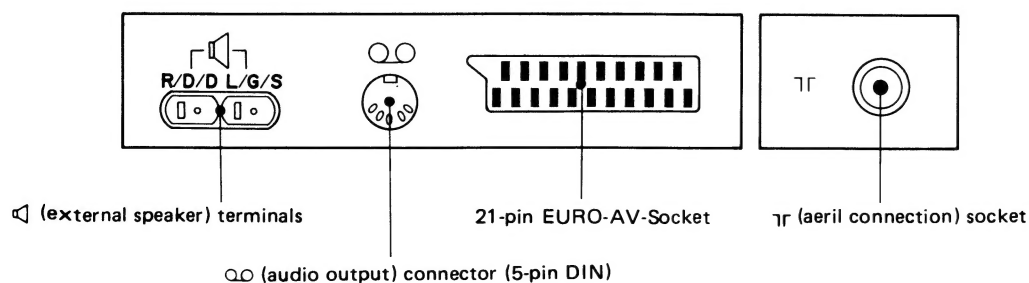 R/D/D L/G/S
(external speaker) terminals
21-pin EURO-AV-Socket
(aeril connection) socket
(audio output) connector (5-pin DIN)